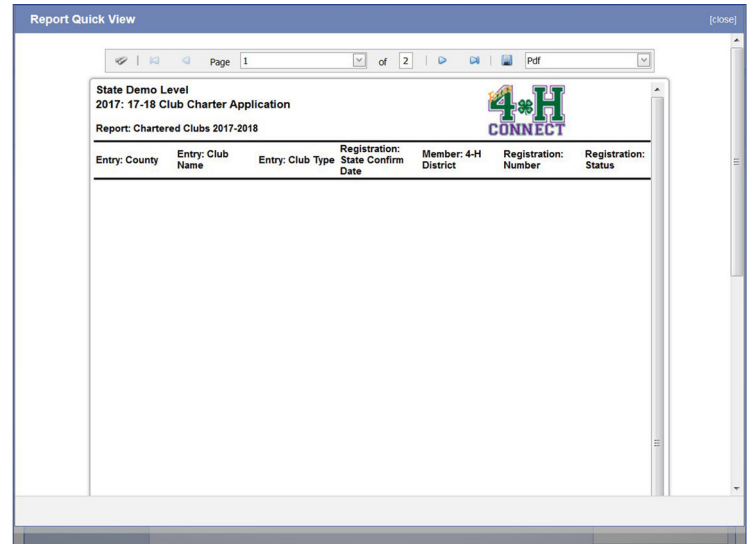 Report Quick View [close]
Page 1 of 2 Pdf
State Demo Level
2017: 17-18 Club Charter Application
Report: Chartered Clubs 2017-2018
4 H
CONNECT
Entry: County
Entry: Club
Name
Entry: Club Type
Registration:
State Confirm
Date
Member: 4-H
District
Registration:
Number
Registration:
Status